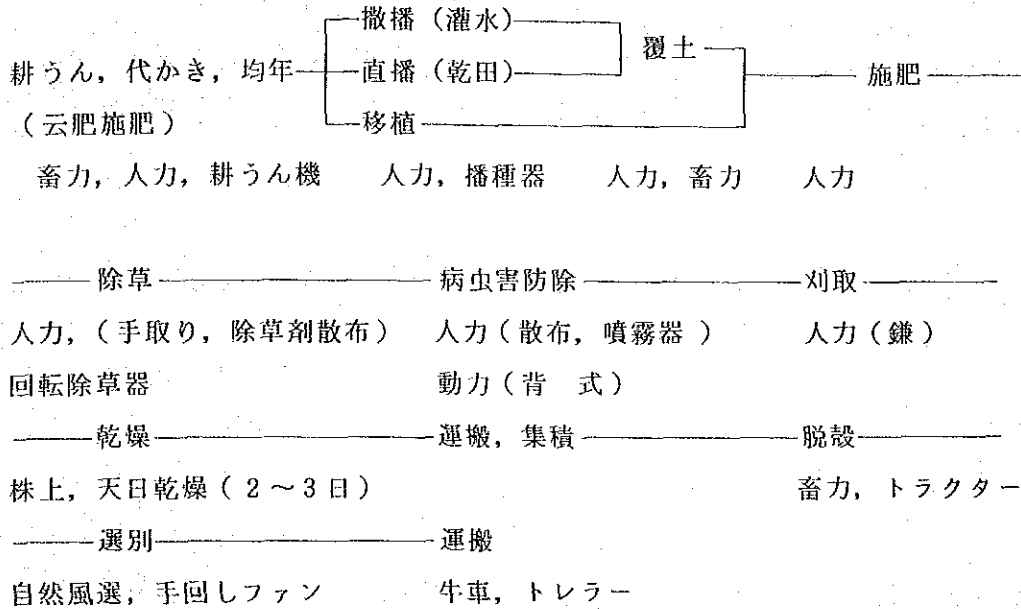 撒播（灌水）
覆土
耕うん，代かき，均年 直播（乾田） 施肥
（云肥施肥） 移植
畜力，人力，耕うん機 人力，播種器 人力，畜力 人力
除草 病虫害防除 刈取
人力，（手取り，除草剤散布） 人力（散布，噴霧器） 人力（鎌）
回転除草器 動力（背 式）
乾燥 運搬，集積 脱穀
株上，天日乾燥（2～3日） 畜力，トラクター
選別 運搬
自然風選，手回しファン 牛車，トレラー